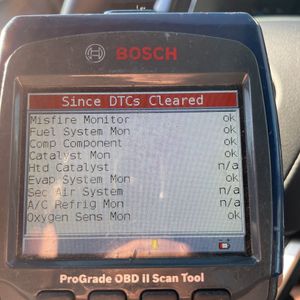 BOSCH
Since DTCs Cleared
Misfire Monitor ok
Fuel System Mon ok
Comp Component ok
Catalyst Mon ok
Htd Catalyst n/a
Evap System Mon ok
Sec Air System n/a
A/C Refrig Mon n/a
Oxygen Sens Mon ok
ProGrade OBD II Scan Tool